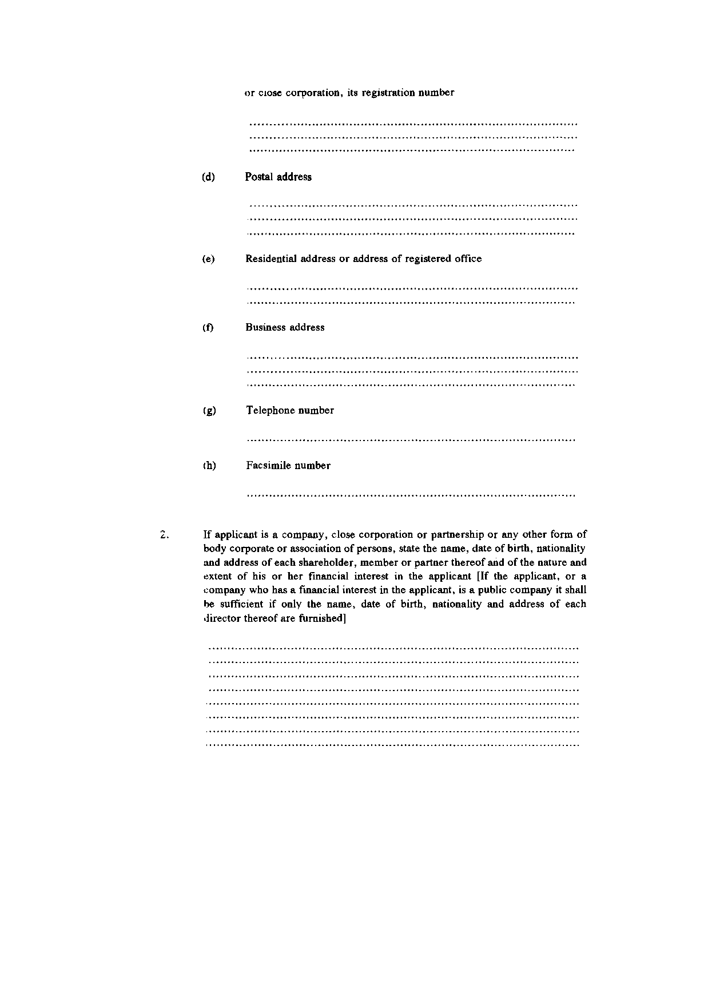 or close corporation, its registration number
................................................................................
................................................................................
................................................................................
(d) Postal address
................................................................................
................................................................................
................................................................................
(e) Residential address or address of registered office
................................................................................
................................................................................
(f) Business address
................................................................................
................................................................................
................................................................................
(g) Telephone number
................................................................................
(h) Facsimile number
................................................................................
2. If applicant is a company, close corporation or partnership or any other form of
body corporate or association of persons, state the name, date of birth, nationality
and address of each shareholder, member or partner thereof and of the nature and
extent of his or her financial interest in the applicant [If the applicant, or a
company who has a financial interest in the applicant, is a public company it shall
be sufficient if only the name, date of birth, nationality and address of each
director thereof are furnished]
................................................................................
................................................................................
................................................................................
................................................................................
................................................................................
................................................................................
................................................................................
................................................................................